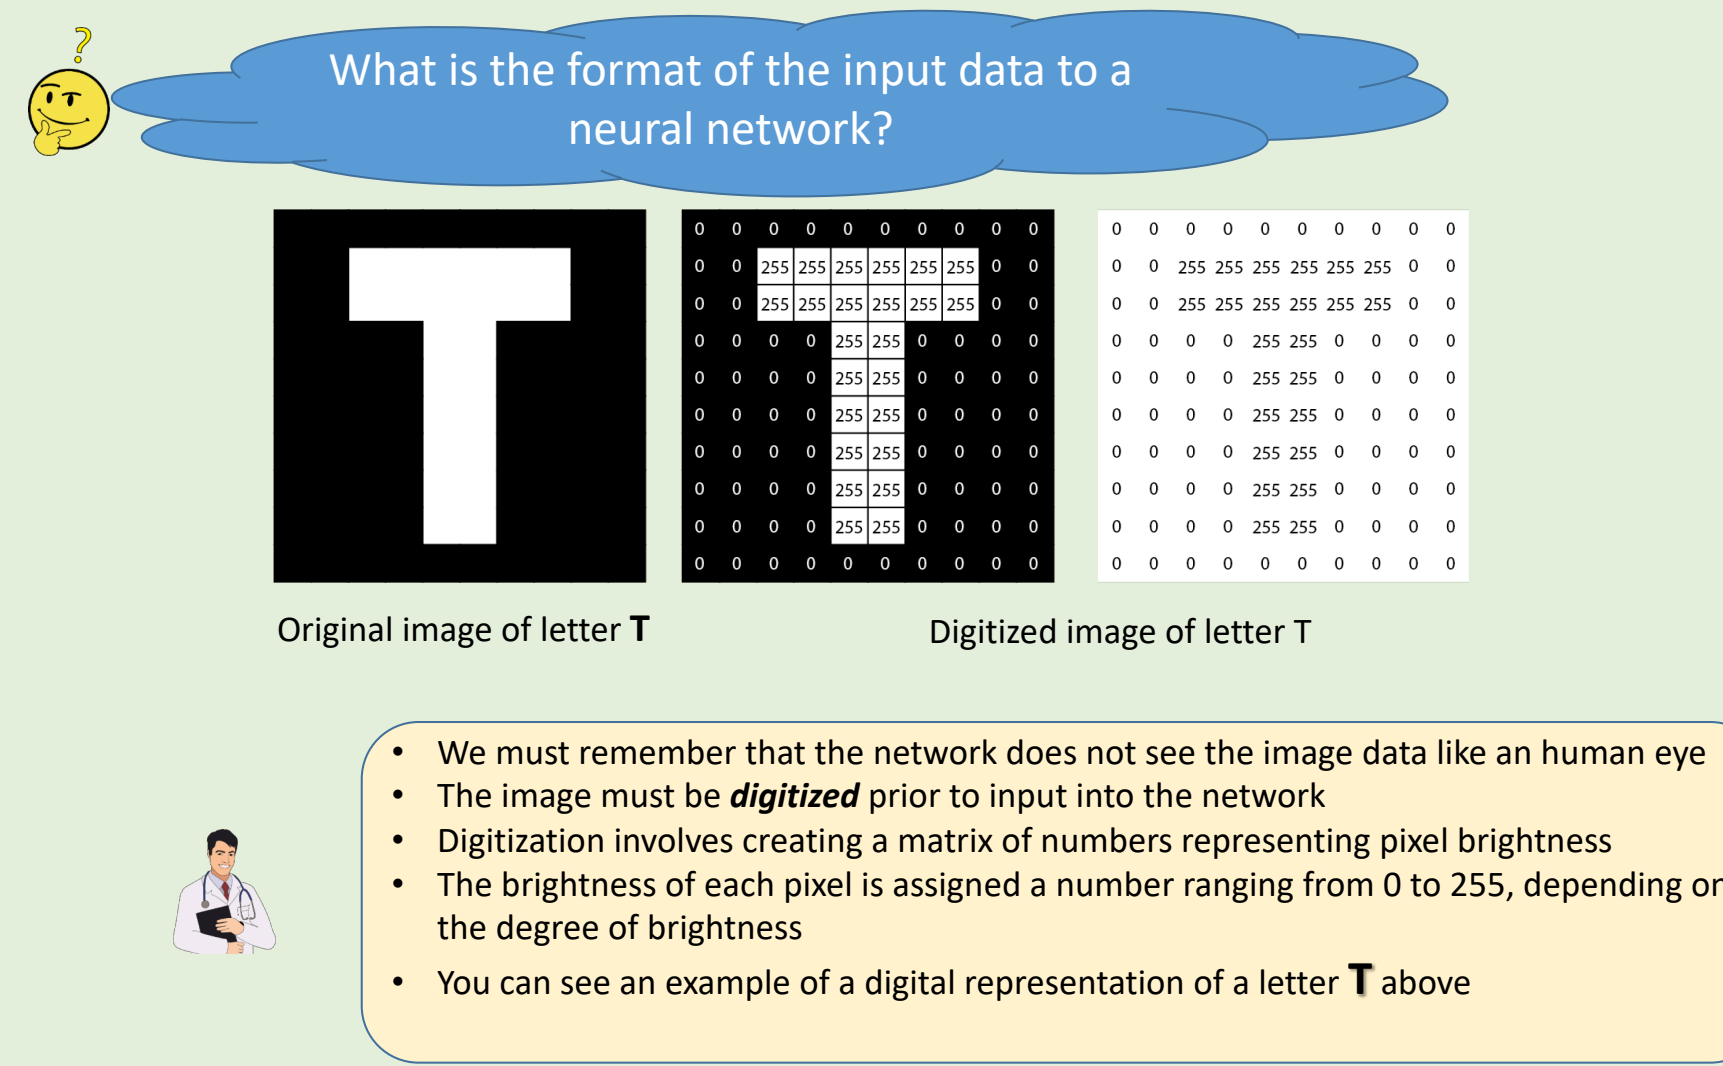 ?
What is the format of the input data to a
neural network?
T
0 0 0 0 0 0 0 0 0 0
0 0 255 255 255 255 255 255 0 0
0 0 255 255 255 255 255 255 0 0
0 0 0 0 255 255 0 0 0 0
0 0 0 0 255 255 0 0 0 0
0 0 0 0 255 255 0 0 0 0
0 0 0 0 255 255 0 0 0 0
0 0 0 0 255 255 0 0 0 0
0 0 0 0 255 255 0 0 0 0
0 0 0 0 0 0 0 0 0 0
0 0 0 0 0 0 0 0 0 0
0 0 255 255 255 255 255 255 0 0
0 0 255 255 255 255 255 255 0 0
0 0 0 0 255 255 0 0 0 0
0 0 0 0 255 255 0 0 0 0
0 0 0 0 255 255 0 0 0 0
0 0 0 0 255 255 0 0 0 0
0 0 0 0 255 255 0 0 0 0
0 0 0 0 255 255 0 0 0 0
0 0 0 0 0 0 0 0 0 0
Original image of letter T
Digitized image of letter T
• We must remember that the network does not see the image data like an human eye
• The image must be digitized prior to input into the network
• Digitization involves creating a matrix of numbers representing pixel brightness
• The brightness of each pixel is assigned a number ranging from 0 to 255, depending on
the degree of brightness
• You can see an example of a digital representation of a letter T above